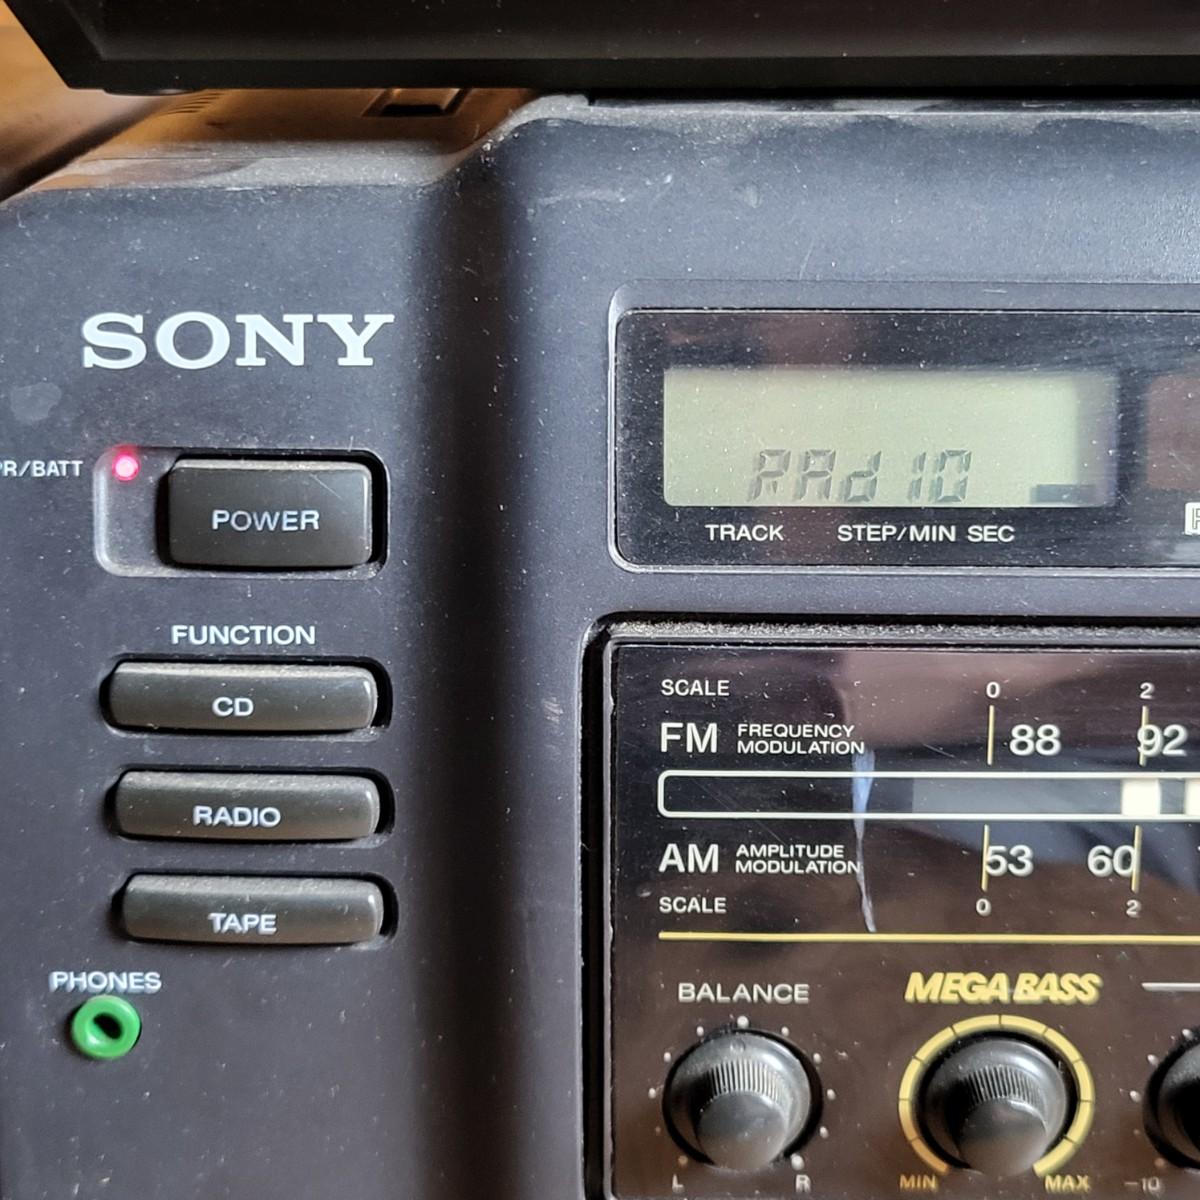 SONY
PR/BATT
POWER
RAdIO
TRACK STEP/MIN SEC
FUNCTION
CD
RADIO
TAPE
PHONES
SCALE 0 2
FM FREQUENCY MODULATION 88 92
AM AMPLITUDE MODULATION 53 60
SCALE 0 2
BALANCE
MEGA BASS
L R
MIN MAX
-10